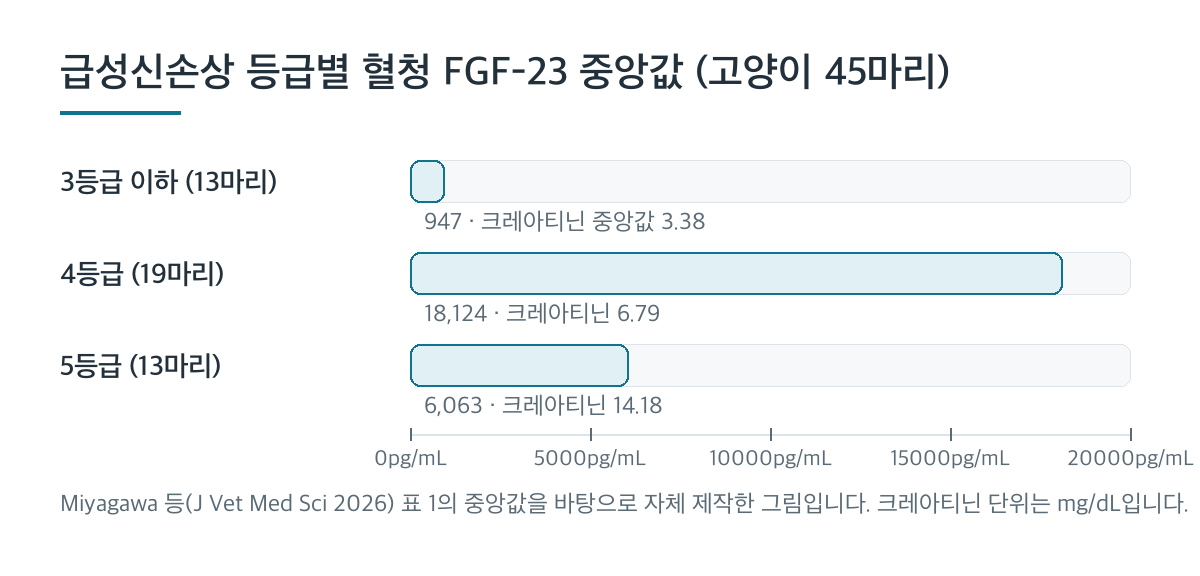 급성신손상 등급별 혈청 FGF-23 중앙값 (고양이 45마리)
3등급 이하 (13마리)
947 · 크레아티닌 중앙값 3.38
4등급 (19마리)
18,124 · 크레아티닌 6.79
5등급 (13마리)
6,063 · 크레아티닌 14.18
0pg/mL 5000pg/mL 10000pg/mL 15000pg/mL 20000pg/mL
Miyagawa 등(J Vet Med Sci 2026) 표 1의 중앙값을 바탕으로 자체 제작한 그림입니다. 크레아티닌 단위는 mg/dL입니다.